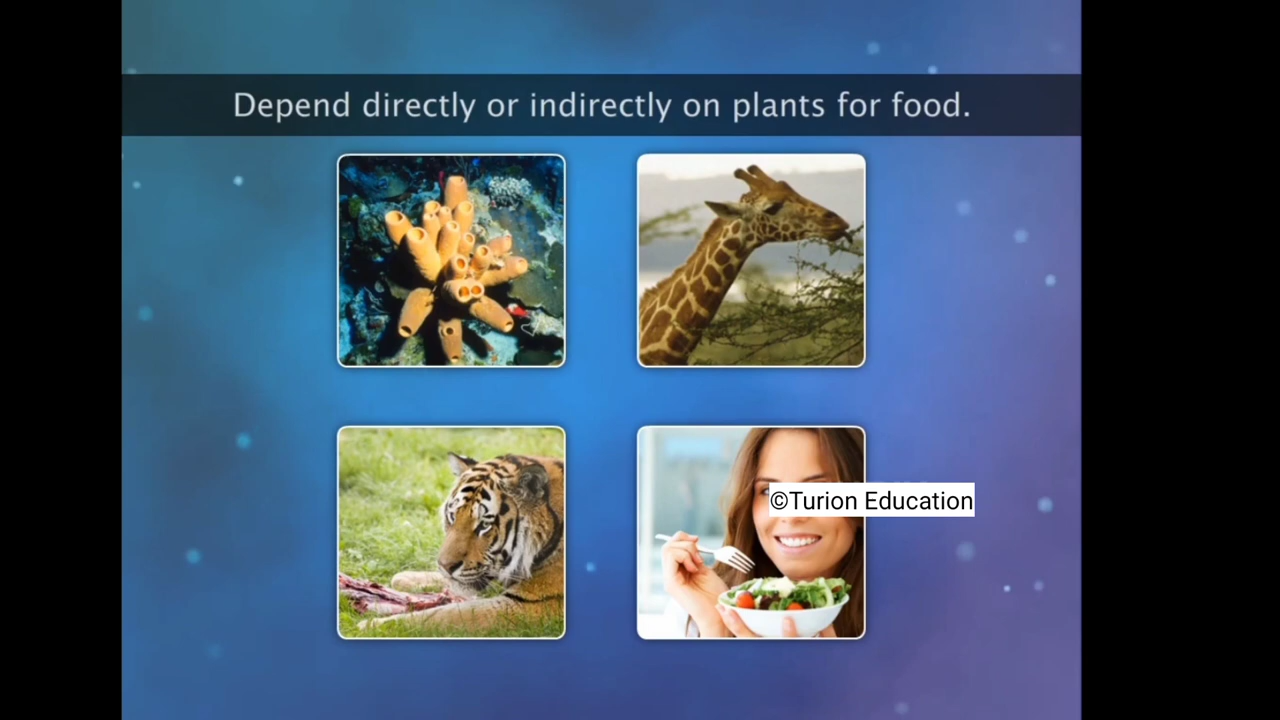 Depend directly or indirectly on plants for food.
©Turion Education